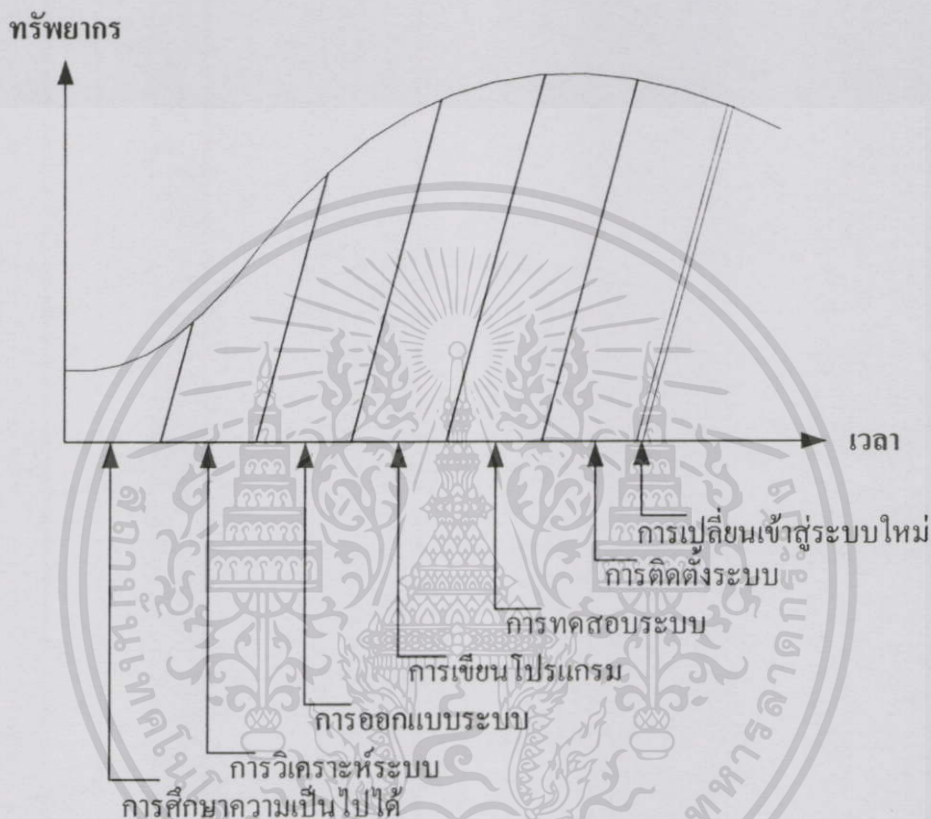 ทรัพยากร
เวลา
การเปลี่ยนเข้าสู่ระบบใหม่
การติดตั้งระบบ
การทดสอบระบบ
การเขียนโปรแกรม
การออกแบบระบบ
การวิเคราะห์ระบบ
การศึกษาความเป็นไปได้